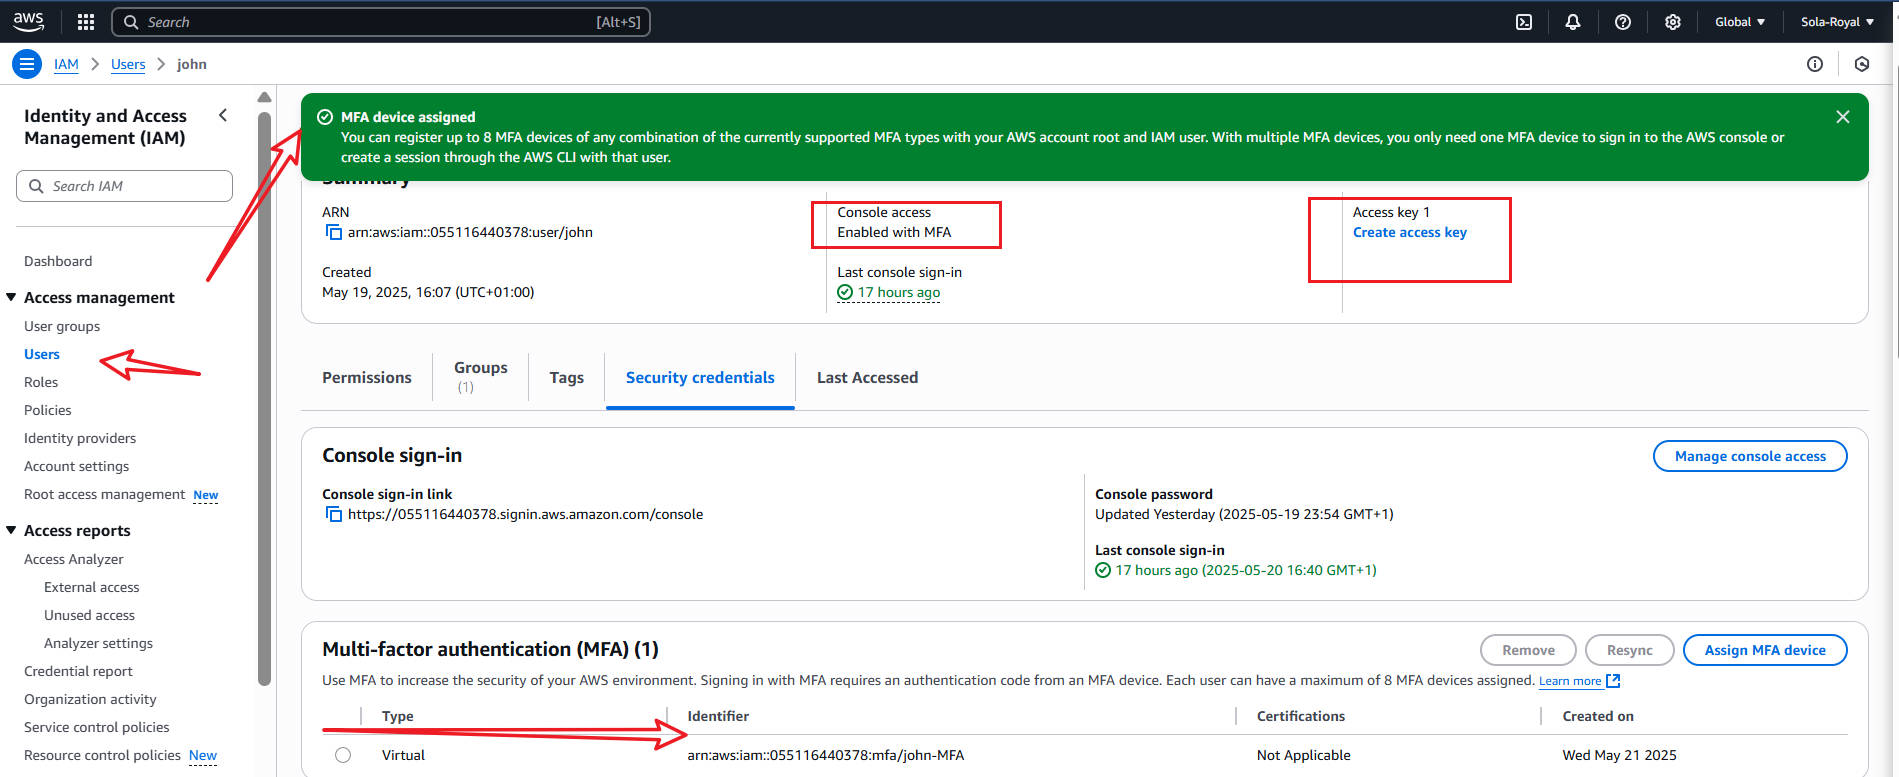 aws
Search
[Alt+S]
Global
Sola-Royal
IAM
Users
john
Identity and Access
Management (IAM)
Search IAM
Dashboard
Access management
User groups
Users
Roles
Policies
Identity providers
Account settings
Root access management New
Access reports
Access Analyzer
External access
Unused access
Analyzer settings
Credential report
Organization activity
Service control policies
Resource control policies New
MFA device assigned
You can register up to 8 MFA devices of any combination of the currently supported MFA types with your AWS account root and IAM user. With multiple MFA devices, you only need one MFA device to sign in to the AWS console or
create a session through the AWS CLI with that user.
Summary
ARN
arn:aws:iam::055116440378:user/john
Created
May 19, 2025, 16:07 (UTC+01:00)
Console access
Enabled with MFA
Last console sign-in
17 hours ago
Access key 1
Create access key
Permissions
Groups
(1)
Tags
Security credentials
Last Accessed
Console sign-in
Manage console access
Console sign-in link
https://055116440378.signin.aws.amazon.com/console
Console password
Updated Yesterday (2025-05-19 23:54 GMT+1)
Last console sign-in
17 hours ago (2025-05-20 16:40 GMT+1)
Multi-factor authentication (MFA) (1)
Remove
Resync
Assign MFA device
Use MFA to increase the security of your AWS environment. Signing in with MFA requires an authentication code from an MFA device. Each user can have a maximum of 8 MFA devices assigned. Learn more
Type
Identifier
Certifications
Created on
Virtual
arn:aws:iam::055116440378:mfa/john-MFA
Not Applicable
Wed May 21 2025